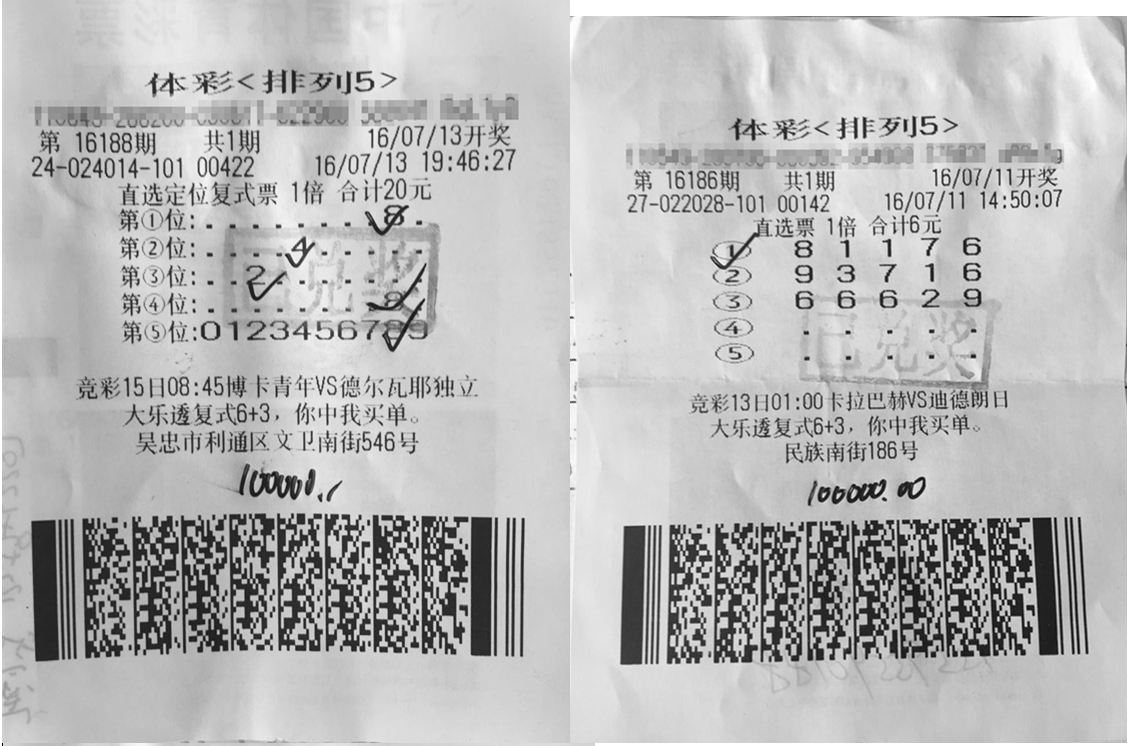 体彩<排列5>
第 16188期 共1期 16/07/13开奖
24-024014-101 00422 16/07/13 19:46:27
直选定位复式票 1倍 合计20元
第①位:.......8.
第②位:....4.....
第③位:..2.......
第④位:
第⑤位:0123456789
已兑奖
竞彩15日08:45博卡青年VS德尔瓦耶独立
大乐透复式6+3，你中我买单。
吴忠市利通区文卫南街546号
体彩<排列5>
第 16186期 共1期 16/07/11开奖
27-022028-101 00142 16/07/11 14:50:07
直选票 1倍 合计6元
① 8 1 1 7 6
② 9 3 7 1 6
③ 6 6 6 2 9
④ . . . . .
⑤ . . . . .
已兑奖
竞彩13日01:00卡拉巴赫VS迪德朗日
大乐透复式6+3，你中我买单。
民族南街186号
100000.00